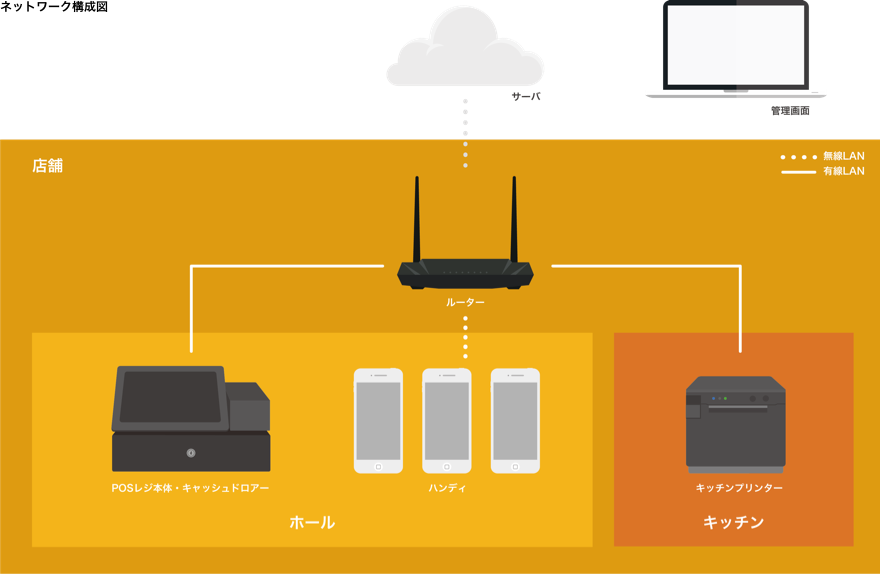 ネットワーク構成図
サーバ
管理画面
店舗
無線LAN
有線LAN
ルーター
POSレジ本体・キャッシュドロアー
ハンディ
キッチンプリンター
ホール
キッチン